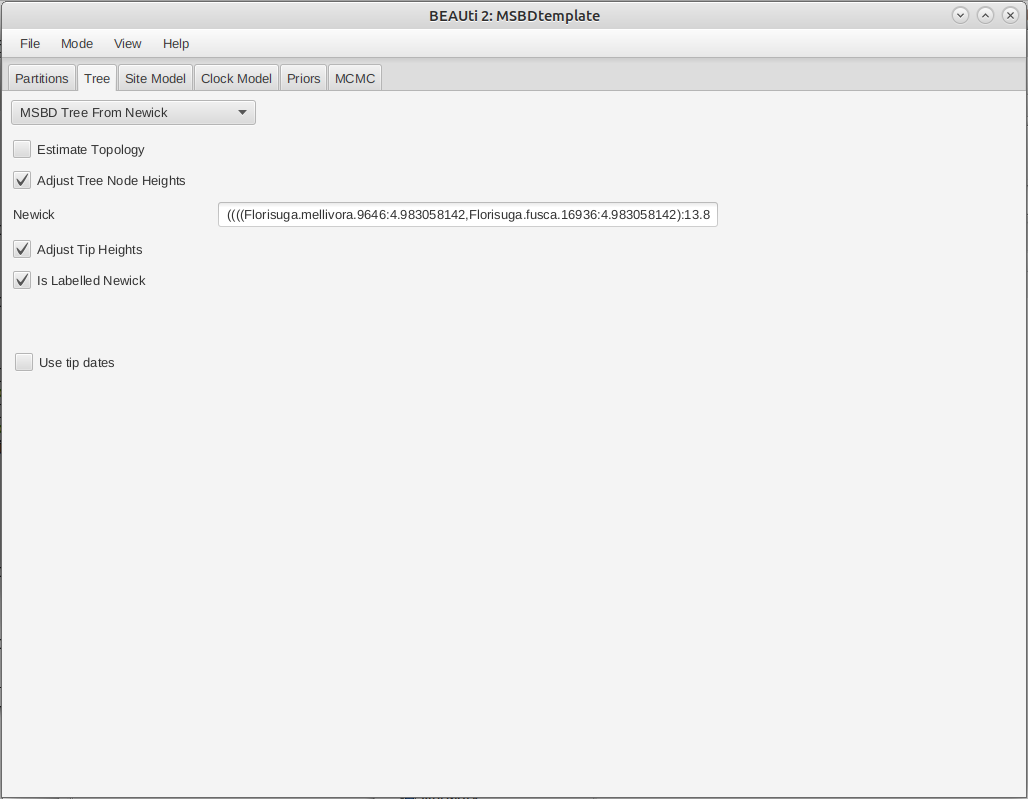 BEAUti 2: MSBDtemplate
File Mode View Help
Partitions Tree Site Model Clock Model Priors MCMC
MSBD Tree From Newick
Estimate Topology
Adjust Tree Node Heights
Newick ((((Florisuga.mellivora.9646:4.983058142,Florisuga.fusca.16936:4.983058142):13.8
Adjust Tip Heights
Is Labelled Newick
Use tip dates